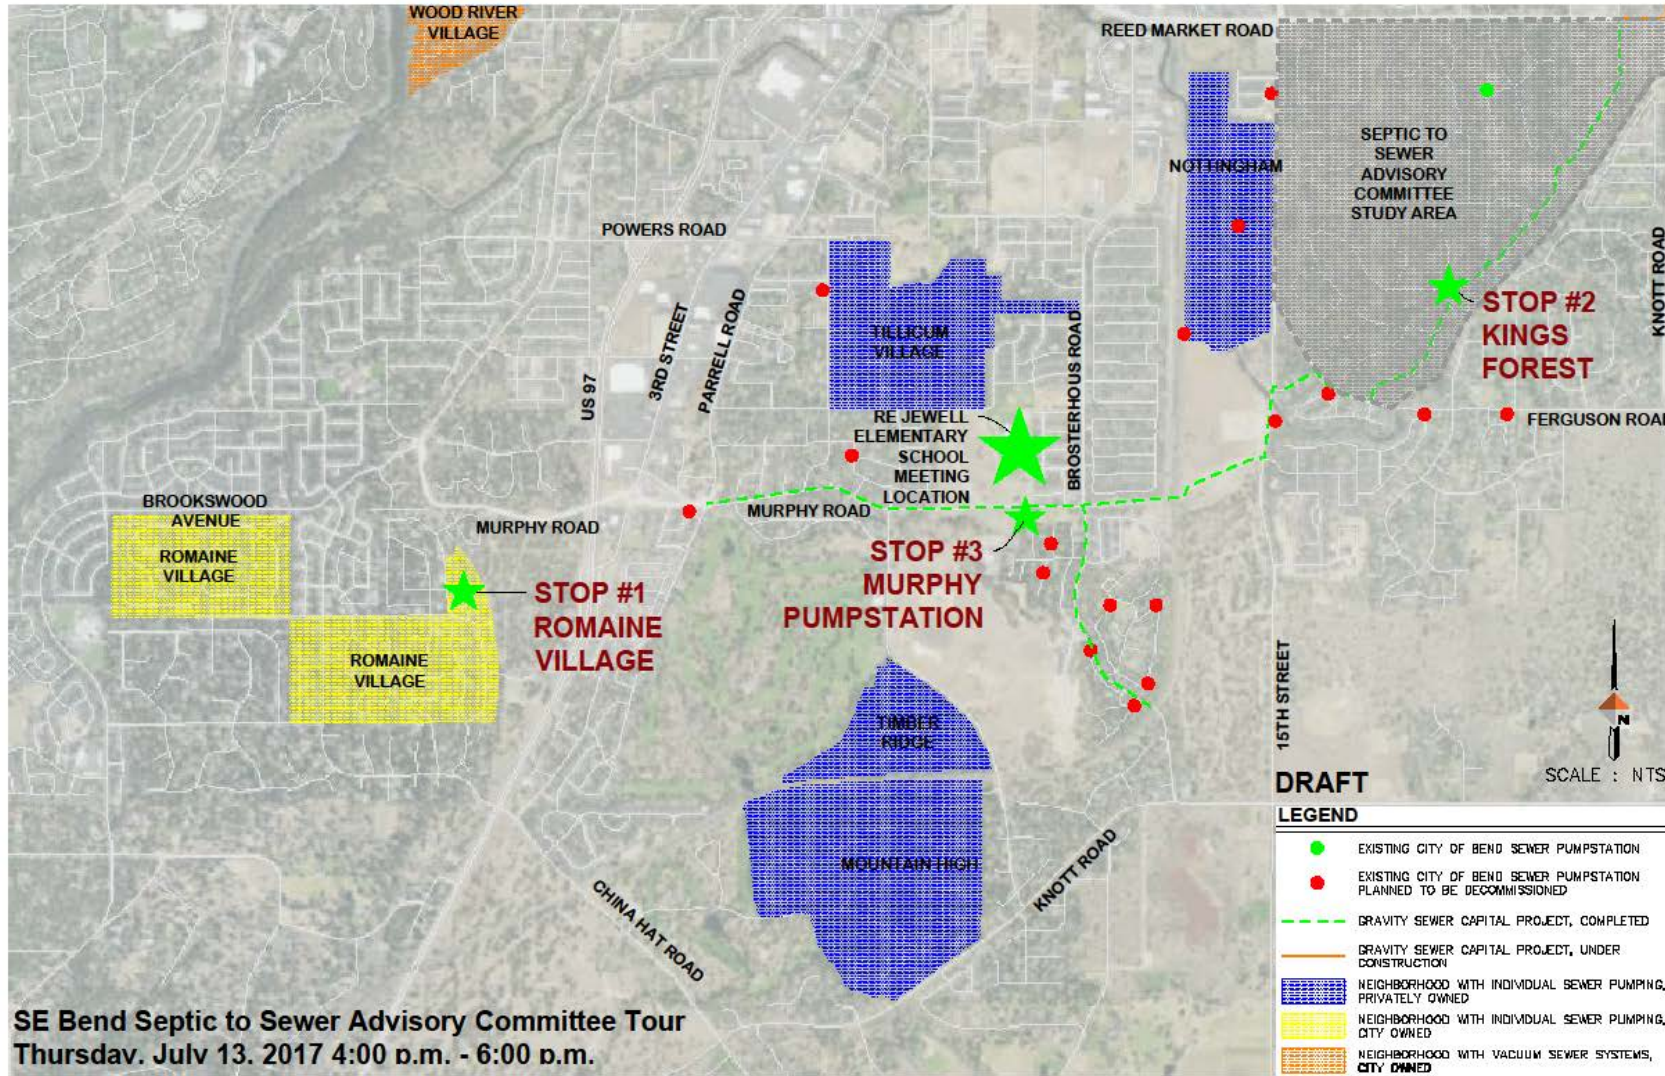 WOOD RIVER
VILLAGE
REED MARKET ROAD
SEPTIC TO
SEWER
ADVISORY
COMMITTEE
STUDY AREA
NOTTINGHAM
POWERS ROAD
KNOTT ROAD
STOP #2
KINGS
FOREST
3RD STREET
PARRELL ROAD
TILLICUM
VILLAGE
BROSTERHOUS ROAD
US 97
RE JEWELL
ELEMENTARY
SCHOOL
MEETING
LOCATION
FERGUSON ROAD
BROOKSWOOD
AVENUE
MURPHY ROAD
MURPHY ROAD
ROMAINE
VILLAGE
STOP #1
ROMAINE
VILLAGE
STOP #3
MURPHY
PUMPSTATION
ROMAINE
VILLAGE
15TH STREET
TIMBER
RIDGE
N
SCALE : NTS
DRAFT
MOUNTAIN HIGH
KNOTT ROAD
CHINA HAT ROAD
LEGEND
EXISTING CITY OF BEND SEWER PUMPSTATION
EXISTING CITY OF BEND SEWER PUMPSTATION
PLANNED TO BE DECOMMISSIONED
GRAVITY SEWER CAPITAL PROJECT, COMPLETED
GRAVITY SEWER CAPITAL PROJECT, UNDER
CONSTRUCTION
NEIGHBORHOOD WITH INDIVIDUAL SEWER PUMPING,
PRIVATELY OWNED
NEIGHBORHOOD WITH INDIVIDUAL SEWER PUMPING,
CITY OWNED
NEIGHBORHOOD WITH VACUUM SEWER SYSTEMS,
CITY OWNED
SE Bend Septic to Sewer Advisory Committee Tour
Thursday, July 13, 2017 4:00 p.m. - 6:00 p.m.